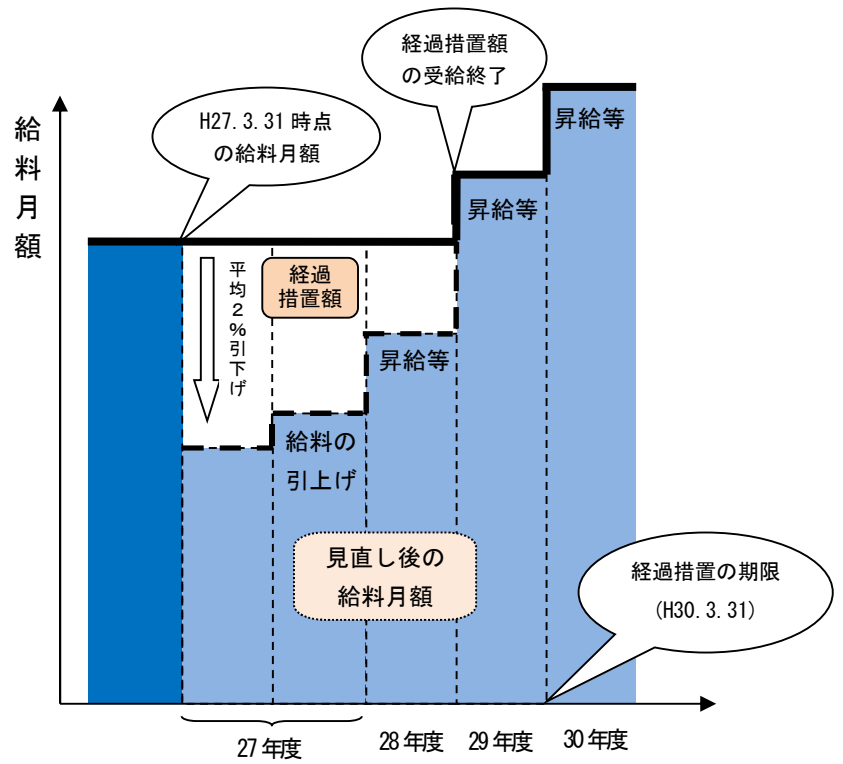 経過措置額
の受給終了
給料月額
H27.3.31 時点
の給料月額
昇給等
昇給等
平均２％引下げ
経過
措置額
昇給等
給料の
引上げ
見直し後の
給料月額
経過措置の期限
(H30.3.31)
27年度
28年度
29年度
30年度